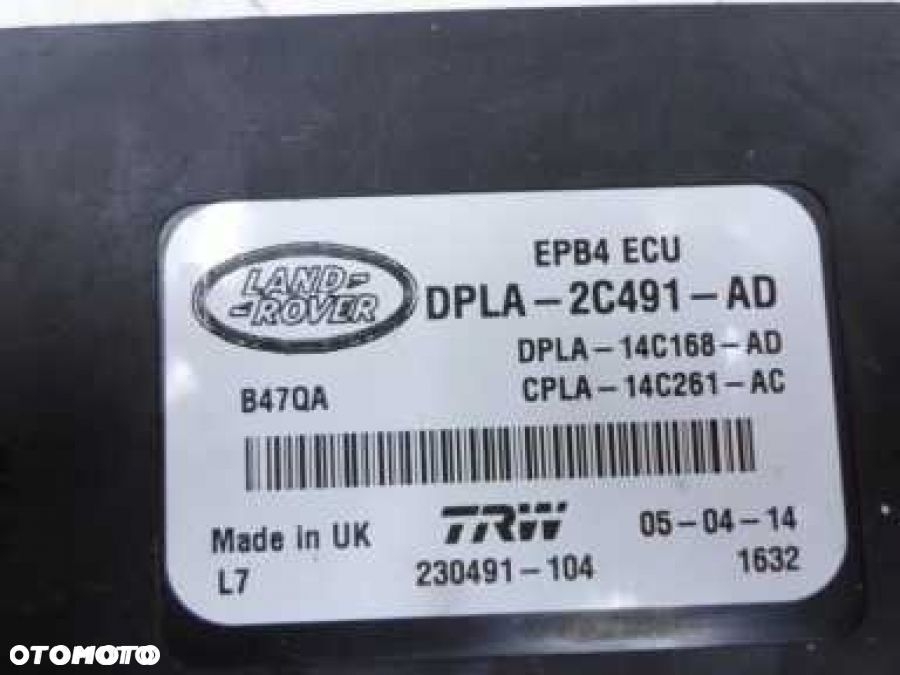 EPB4 ECU
LAND-
-ROVER
DPLA-2C491-AD
DPLA-14C168-AD
B47QA
CPLA-14C261-AC
Made in UK
TRW
05-04-14
L7
230491-104
1632
OTOMOTO